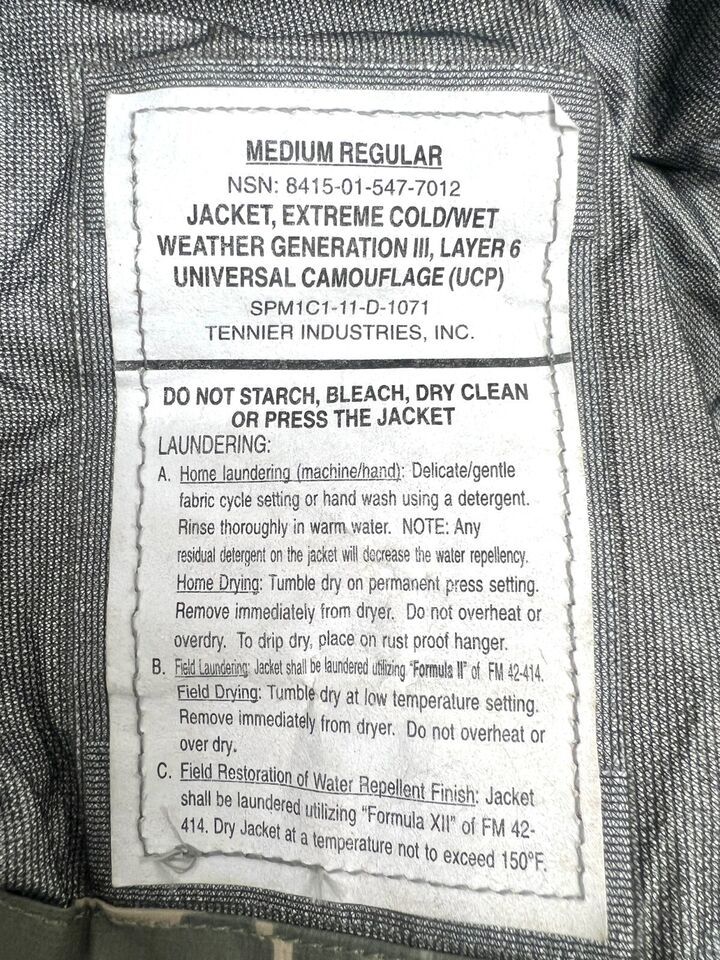 MEDIUM REGULAR
NSN: 8415-01-547-7012
JACKET, EXTREME COLD/WET
WEATHER GENERATION III, LAYER 6
UNIVERSAL CAMOUFLAGE (UCP)
SPM1C1-11-D-1071
TENNIER INDUSTRIES, INC.
DO NOT STARCH, BLEACH, DRY CLEAN
OR PRESS THE JACKET
LAUNDERING:
A. Home laundering (machine/hand): Delicate/gentle
fabric cycle setting or hand wash using a detergent.
Rinse thoroughly in warm water. NOTE: Any
residual detergent on the jacket will decrease the water repellency.
Home Drying: Tumble dry on permanent press setting.
Remove immediately from dryer. Do not overheat or
overdry. To drip dry, place on rust proof hanger.
B. Field Laundering: Jacket shall be laundered utilizing "Formula II" of FM 42-414.
Field Drying: Tumble dry at low temperature setting.
Remove immediately from dryer. Do not overheat or
over dry.
C. Field Restoration of Water Repellent Finish: Jacket
shall be laundered utilizing "Formula XII" of FM 42-
414. Dry Jacket at a temperature not to exceed 150°F.